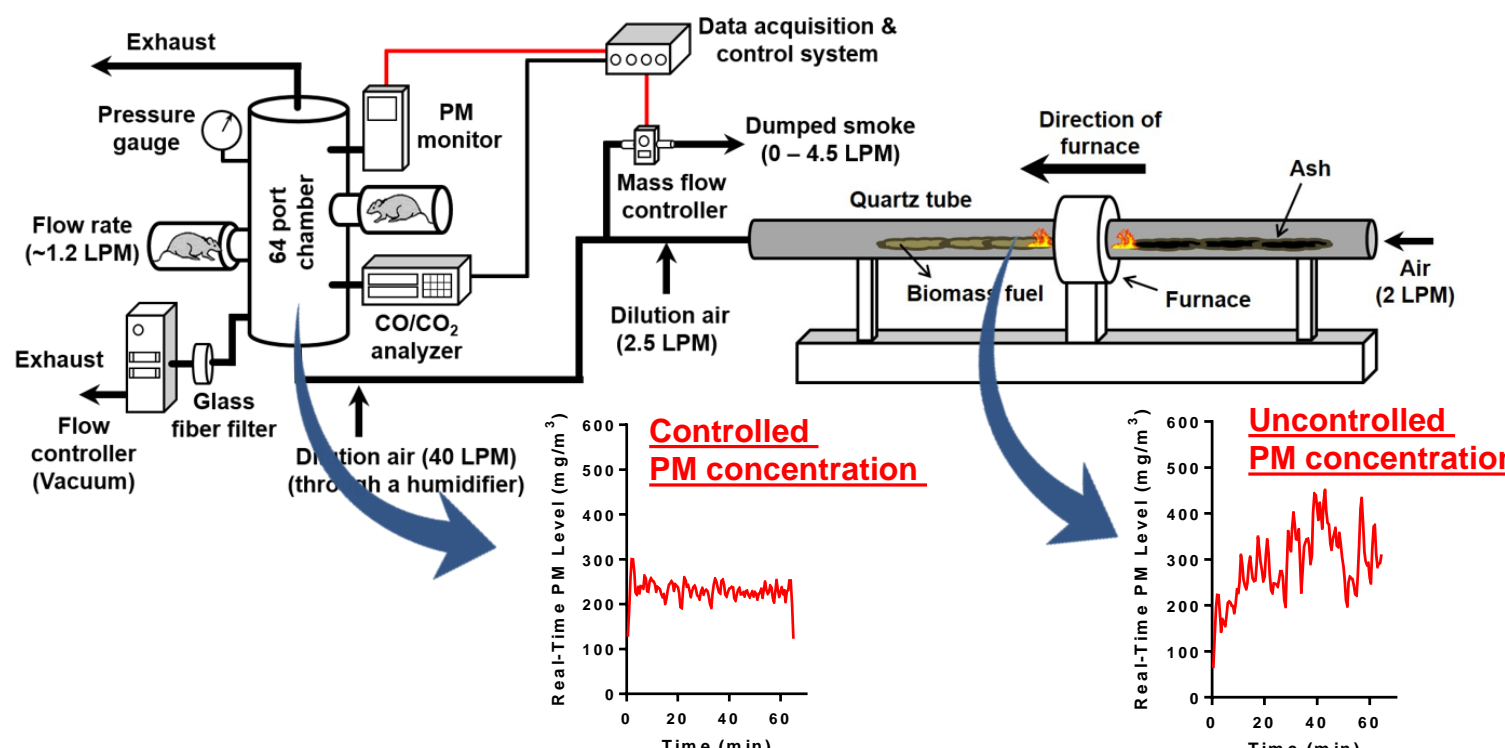 Exhaust
Pressure
gauge
Flow rate
(~1.2 LPM)
Exhaust
Flow
controller
(Vacuum)
Glass
fiber filter
64 port
chamber
PM
monitor
CO/CO₂
analyzer
Dilution air (40 LPM)
(through a humidifier)
Data acquisition &
control system
Dumped smoke
(0 – 4.5 LPM)
Mass flow
controller
Dilution air
(2.5 LPM)
Quartz tube
Direction of
furnace
Ash
Biomass fuel
Furnace
Air
(2 LPM)
Controlled
PM concentration
Real-Time PM Level (mg/m³)
600
500
400
300
200
100
0
0 20 40 60
Time (min)
Uncontrolled
PM concentration
Real-Time PM Level (mg/m³)
600
500
400
300
200
100
0
0 20 40 60
Time (min)